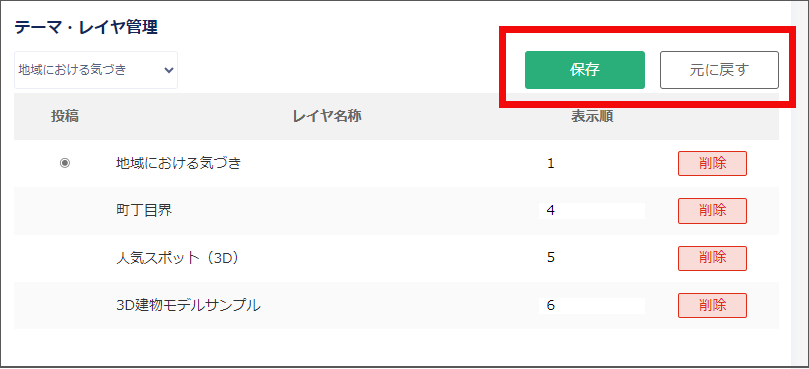 テーマ・レイヤ管理
地域における気づき 保存 元に戻す
投稿 レイヤ名称 表示順
地域における気づき 1 削除
町丁目界 4 削除
人気スポット（3D） 5 削除
3D建物モデルサンプル 6 削除